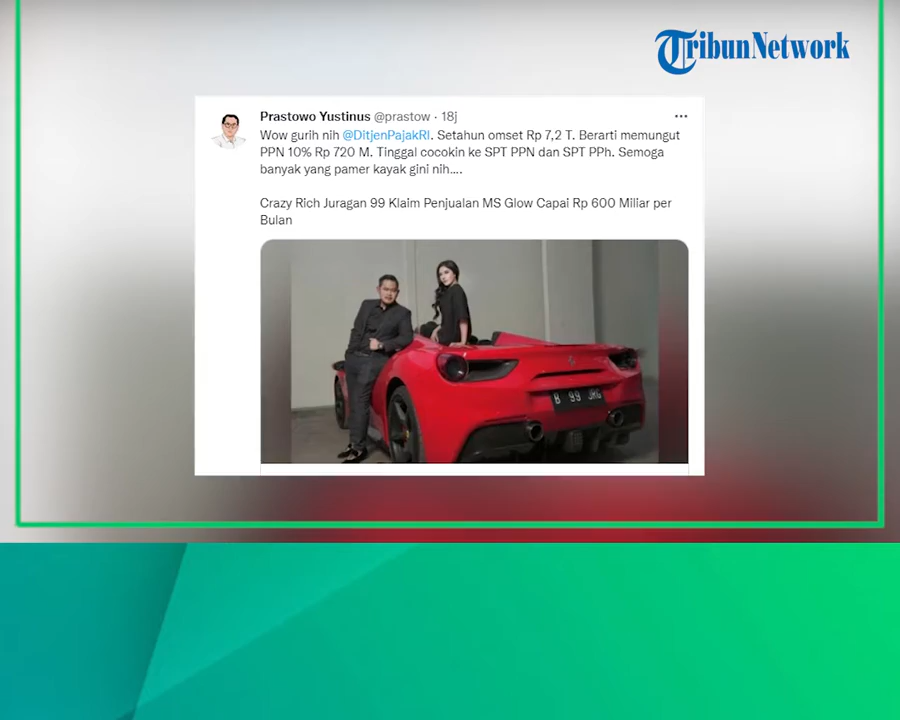 TribunNetwork
Prastowo Yustinus @prastow · 18j
Wow gurih nih @DitjenPajakRI. Setahun omset Rp 7,2 T. Berarti memungut
PPN 10% Rp 720 M. Tinggal cocokin ke SPT PPN dan SPT PPh. Semoga
banyak yang pamer kayak gini nih....
Crazy Rich Juragan 99 Klaim Penjualan MS Glow Capai Rp 600 Miliar per
Bulan
B 99 JRG